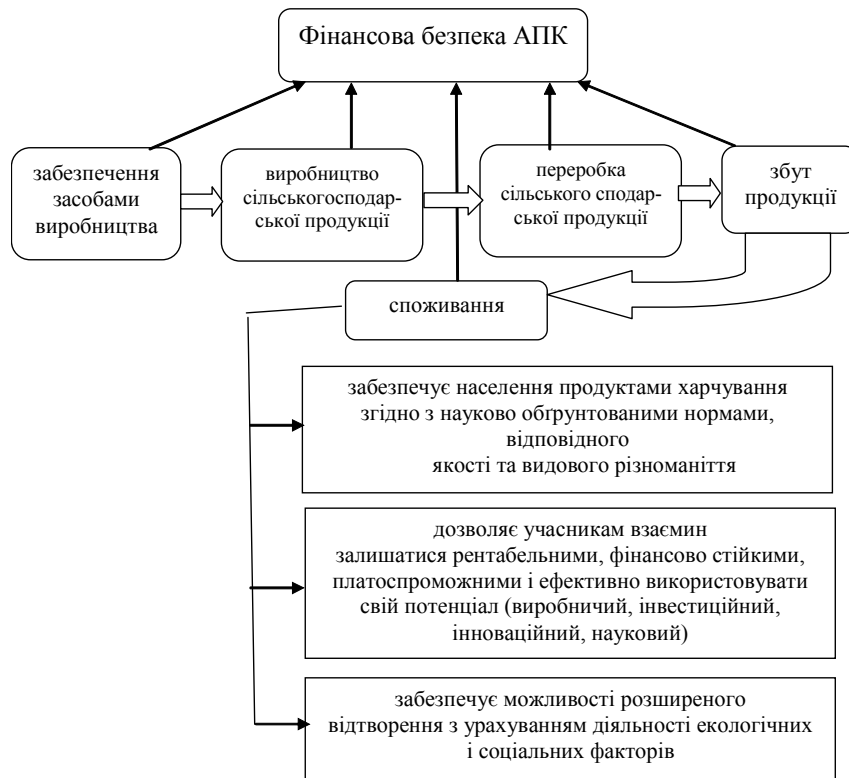 Фінансова безпека АПК
забезпечення
засобами
виробництва
виробництво
сільськогосподар-
ської продукції
переробка
сільського сподар-
ської продукції
збут
продукції
споживання
забезпечує населення продуктами харчування
згідно з науково обґрунтованими нормами,
відповідного
якості та видового різноманіття
дозволяє учасникам взаємин
залишатися рентабельними, фінансово стійкими,
платоспроможними і ефективно використовувати
свій потенціал (виробничий, інвестиційний,
інноваційний, науковий)
забезпечує можливості розширеного
відтворення з урахуванням діяльності екологічних
і соціальних факторів